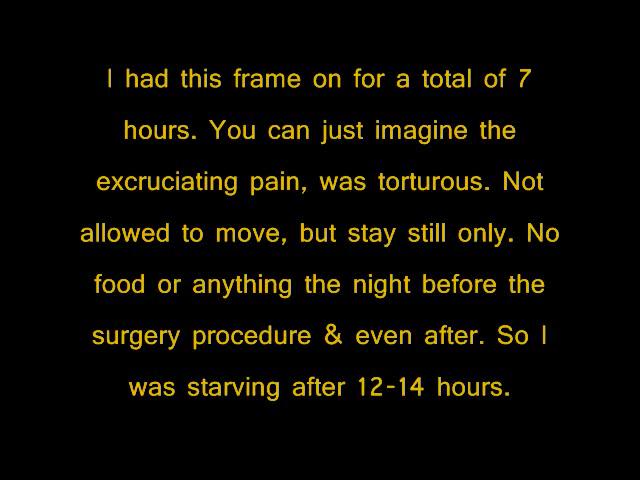 I had this frame on for a total of 7
hours. You can just imagine the
excruciating pain, was torturous. Not
allowed to move, but stay still only. No
food or anything the night before the
surgery procedure & even after. So I
was starving after 12-14 hours.